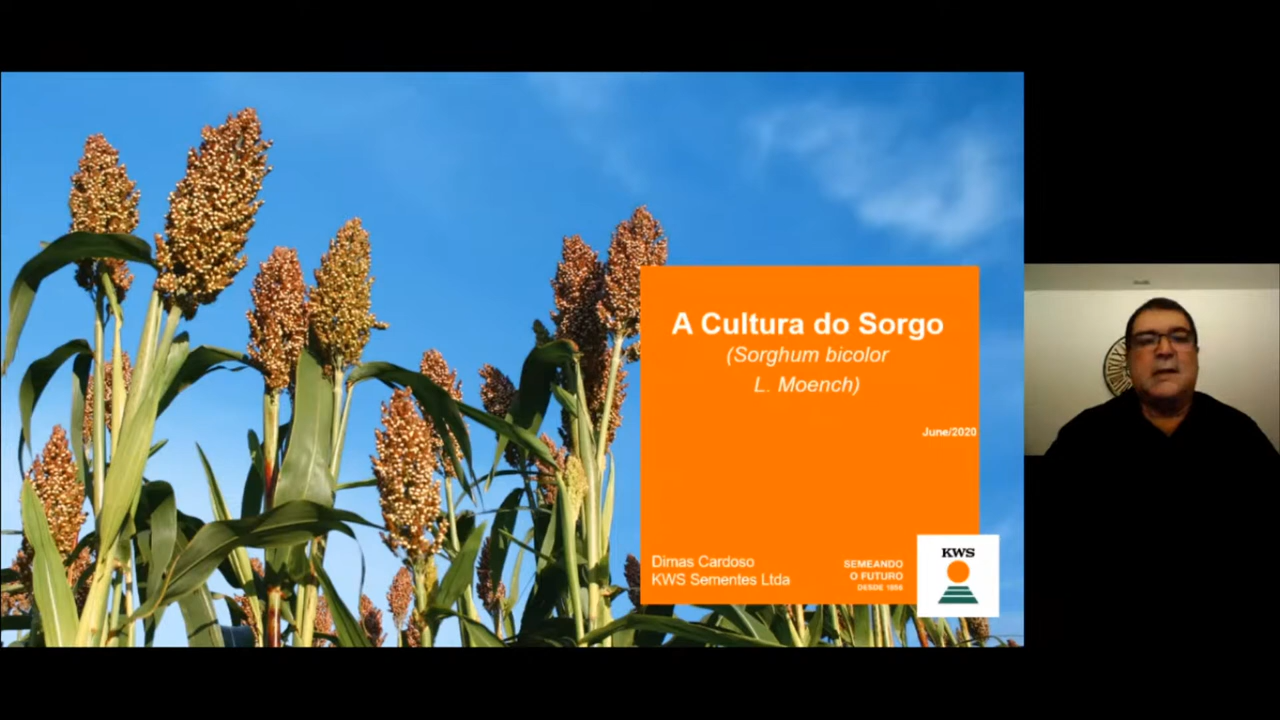 A Cultura do Sorgo
(Sorghum bicolor
L. Moench)
June/2020
Dimas Cardoso
KWS Sementes Ltda
SEMEANDO
O FUTURO
DESDE 1856
KWS